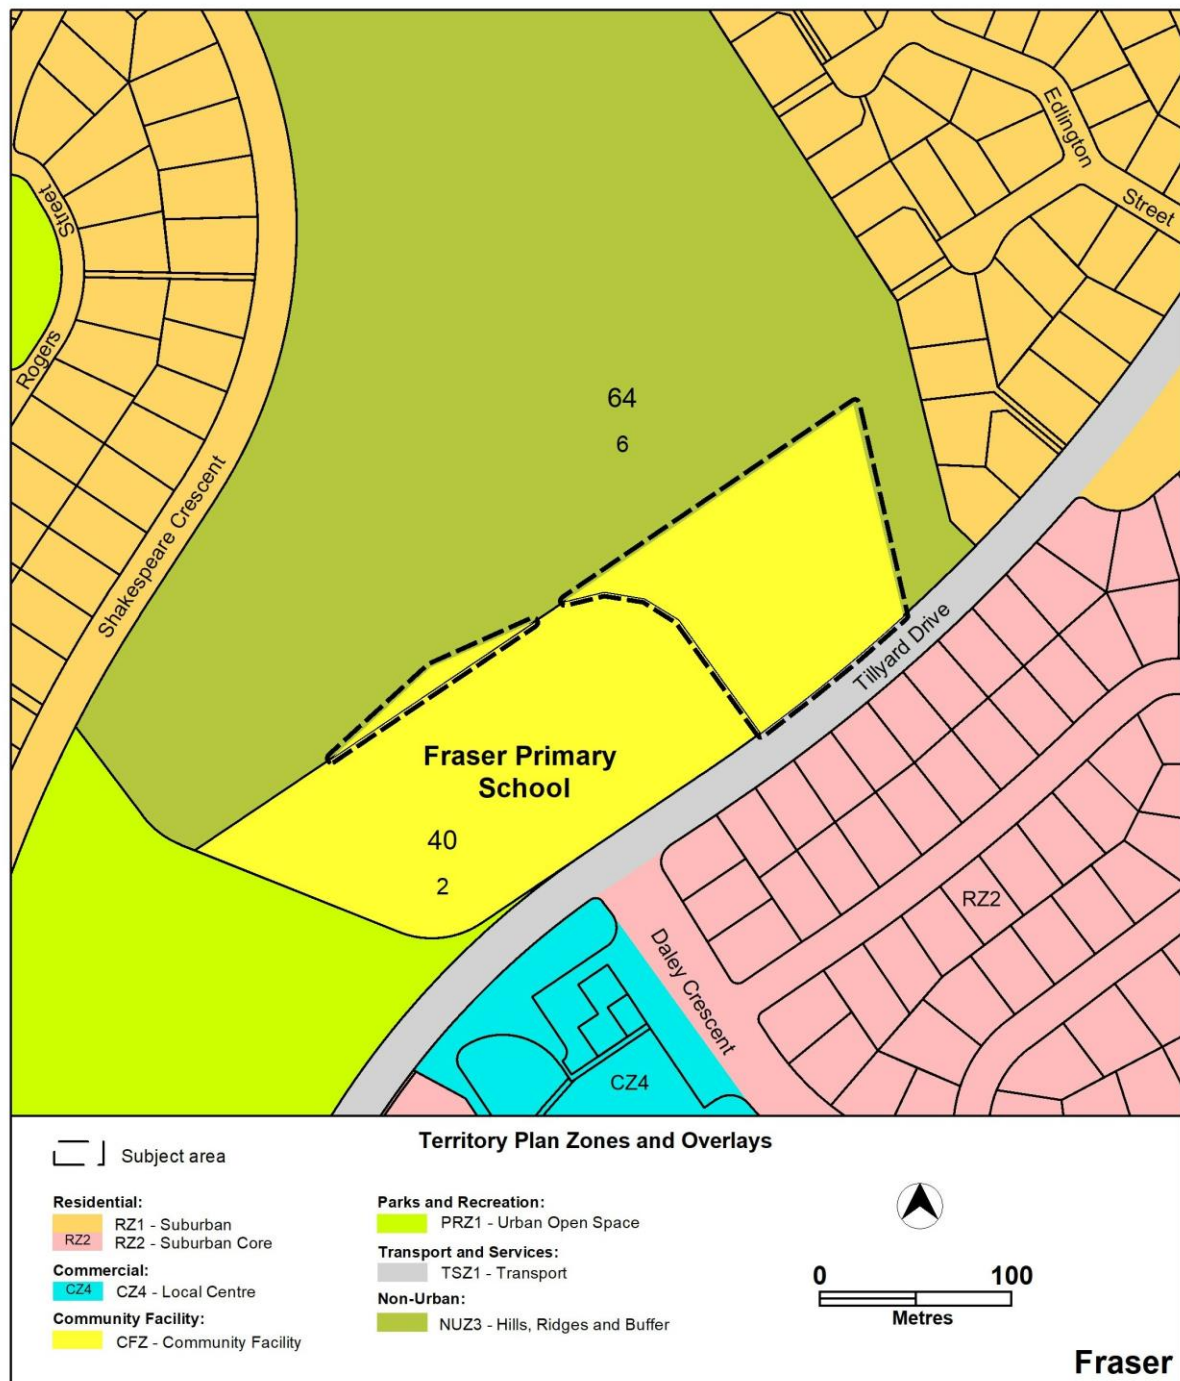 Edlington
Street
Street
Rogers
64
6
Shakespeare Crescent
Tillyard Drive
Fraser Primary
School
40
2
RZ2
Daley Crescent
CZ4
Territory Plan Zones and Overlays
Subject area
Residential:
RZ1 - Suburban
RZ2 RZ2 - Suburban Core
Commercial:
CZ4 CZ4 - Local Centre
Community Facility:
CFZ - Community Facility
Parks and Recreation:
PRZ1 - Urban Open Space
Transport and Services:
TSZ1 - Transport
Non-Urban:
NUZ3 - Hills, Ridges and Buffer
0 100
Metres
Fraser